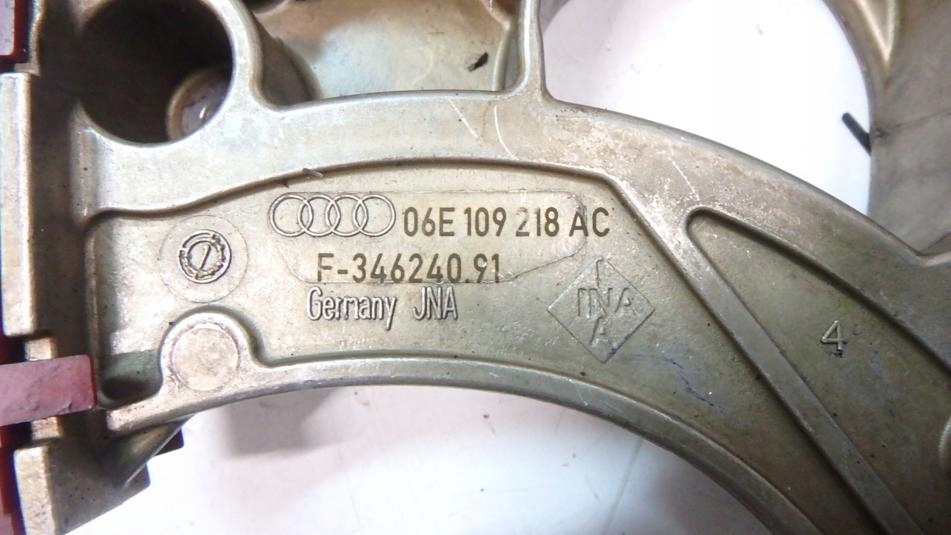 06E 109 218 AC
F-346240.91
Germany JNA
INA
A
4